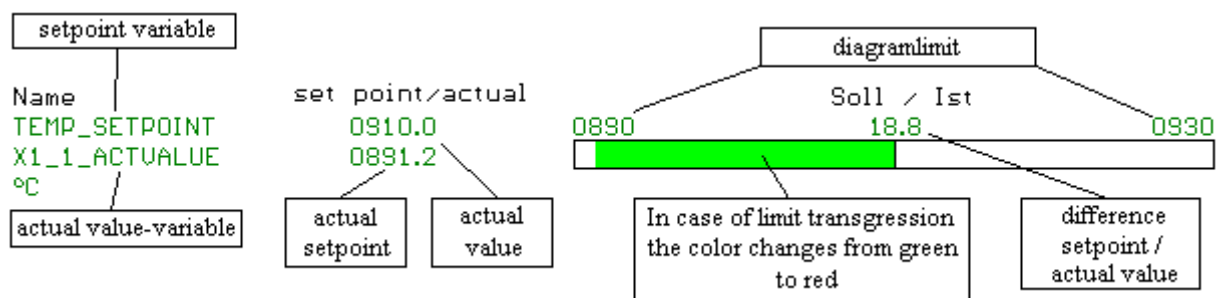 setpoint variable
diagramlimit
Name
set point/actual
Soll / Ist
TEMP_SETPOINT
0910.0
0890
18.8
0930
X1_1_ACTVALUE
0891.2
°C
actual value-variable
actual
setpoint
actual
value
In case of limit transgression
the color changes from green
to red
difference
setpoint /
actual value